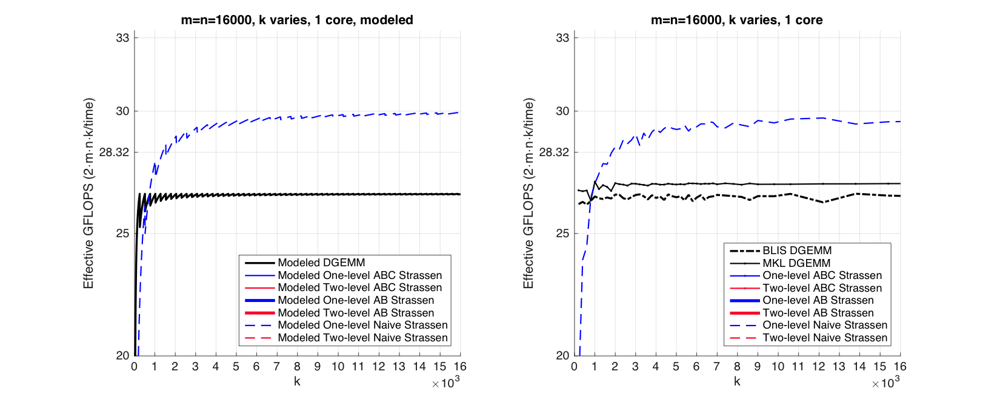 m=n=16000, k varies, 1 core, modeled
Effective GFLOPS (2·m·n·k/time)
33
30
28.32
25
20
Modeled DGEMM
Modeled One-level ABC Strassen
Modeled Two-level ABC Strassen
Modeled One-level AB Strassen
Modeled Two-level AB Strassen
Modeled One-level Naive Strassen
Modeled Two-level Naive Strassen
0 1 2 3 4 5 6 7 8 9 10 11 12 13 14 15 16
k
×10³
m=n=16000, k varies, 1 core
Effective GFLOPS (2·m·n·k/time)
33
30
28.32
25
20
BLIS DGEMM
MKL DGEMM
One-level ABC Strassen
Two-level ABC Strassen
One-level AB Strassen
Two-level AB Strassen
One-level Naive Strassen
Two-level Naive Strassen
0 1 2 3 4 5 6 7 8 9 10 11 12 13 14 15 16
k
×10³